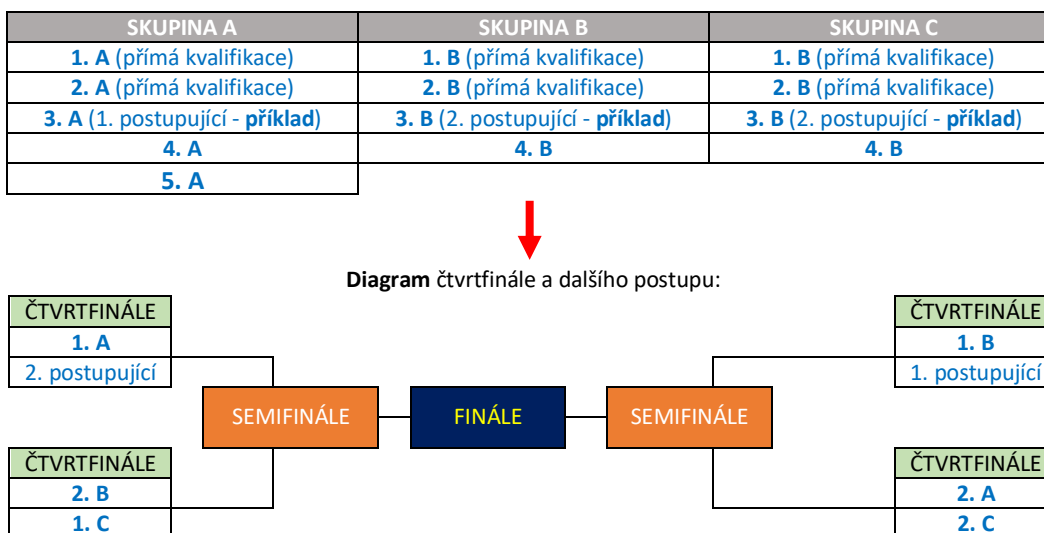 SKUPINA A SKUPINA B SKUPINA C
1. A (přímá kvalifikace) 1. B (přímá kvalifikace) 1. B (přímá kvalifikace)
2. A (přímá kvalifikace) 2. B (přímá kvalifikace) 2. B (přímá kvalifikace)
3. A (1. postupující - příklad) 3. B (2. postupující - příklad) 3. B (2. postupující - příklad)
4. A 4. B 4. B
5. A
Diagram čtvrtfinále a dalšího postupu:
ČTVRTFINÁLE ČTVRTFINÁLE
1. A 1. B
2. postupující 1. postupující
SEMIFINÁLE FINÁLE SEMIFINÁLE
ČTVRTFINÁLE ČTVRTFINÁLE
2. B 2. A
1. C 2. C